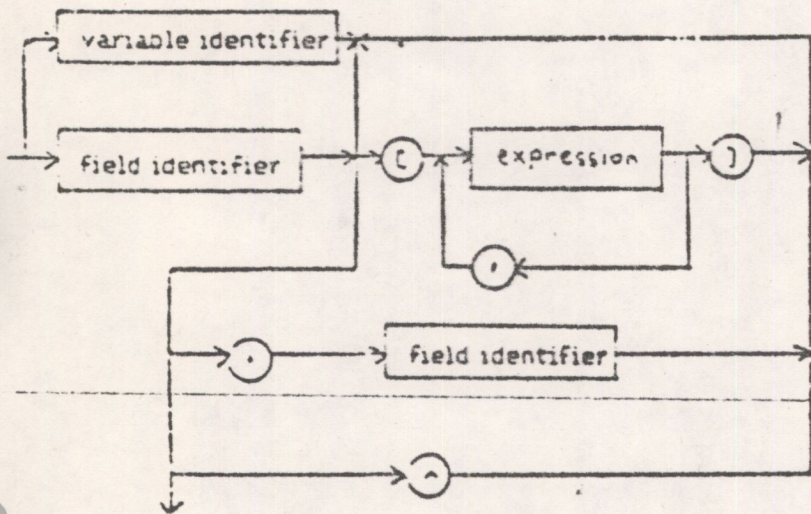 variable identifier
field identifier
[
expression
]
,
.
field identifier
^